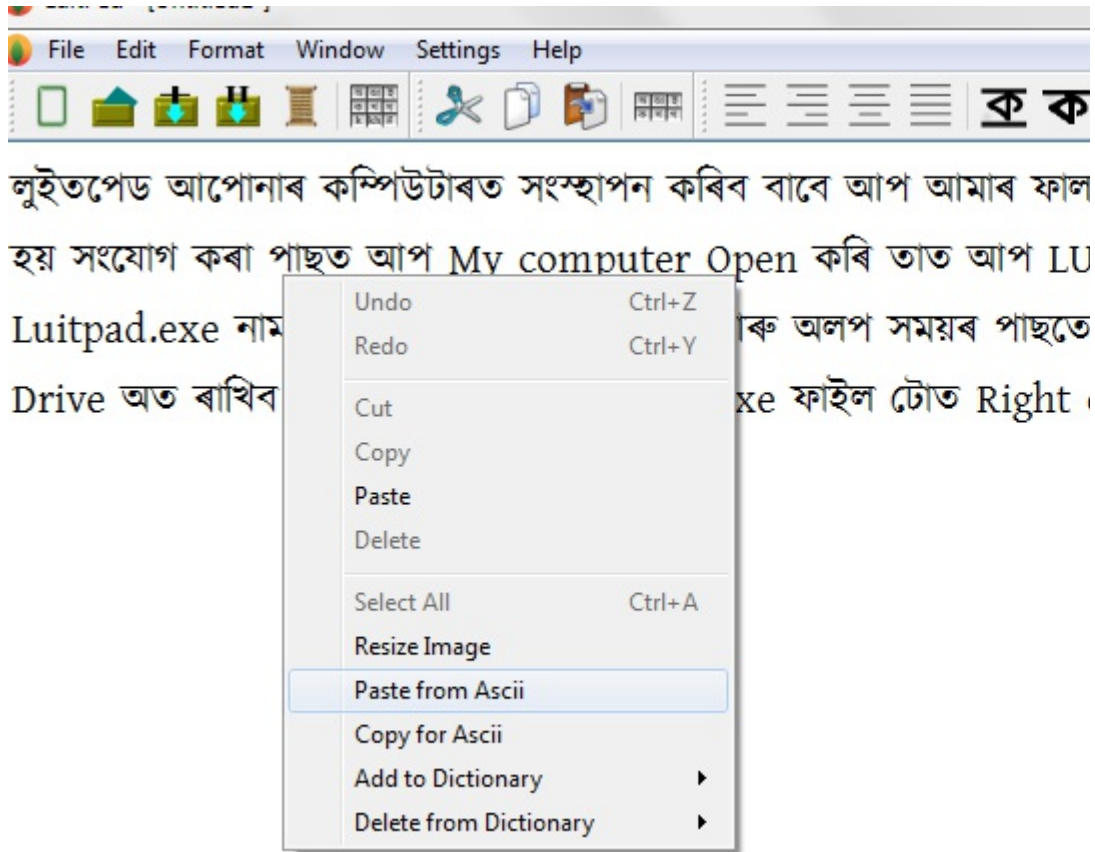 File Edit Format Window Settings Help
লুইতপেড আপোনাৰ কম্পিউটাৰত সংস্হাপন কৰিব বাবে আপ আমাৰ ফাল
হয় সংযোগ কৰা পাছত আপ My computer Open কৰি তাত আপ LU
Luitpad.exe নাম াৰু অলপ সময়ৰ পাছতে
Drive অত ৰাখিব xe ফাইল টোত Right
Undo Ctrl+Z
Redo Ctrl+Y
Cut
Copy
Paste
Delete
Select All Ctrl+A
Resize Image
Paste from Ascii
Copy for Ascii
Add to Dictionary
Delete from Dictionary